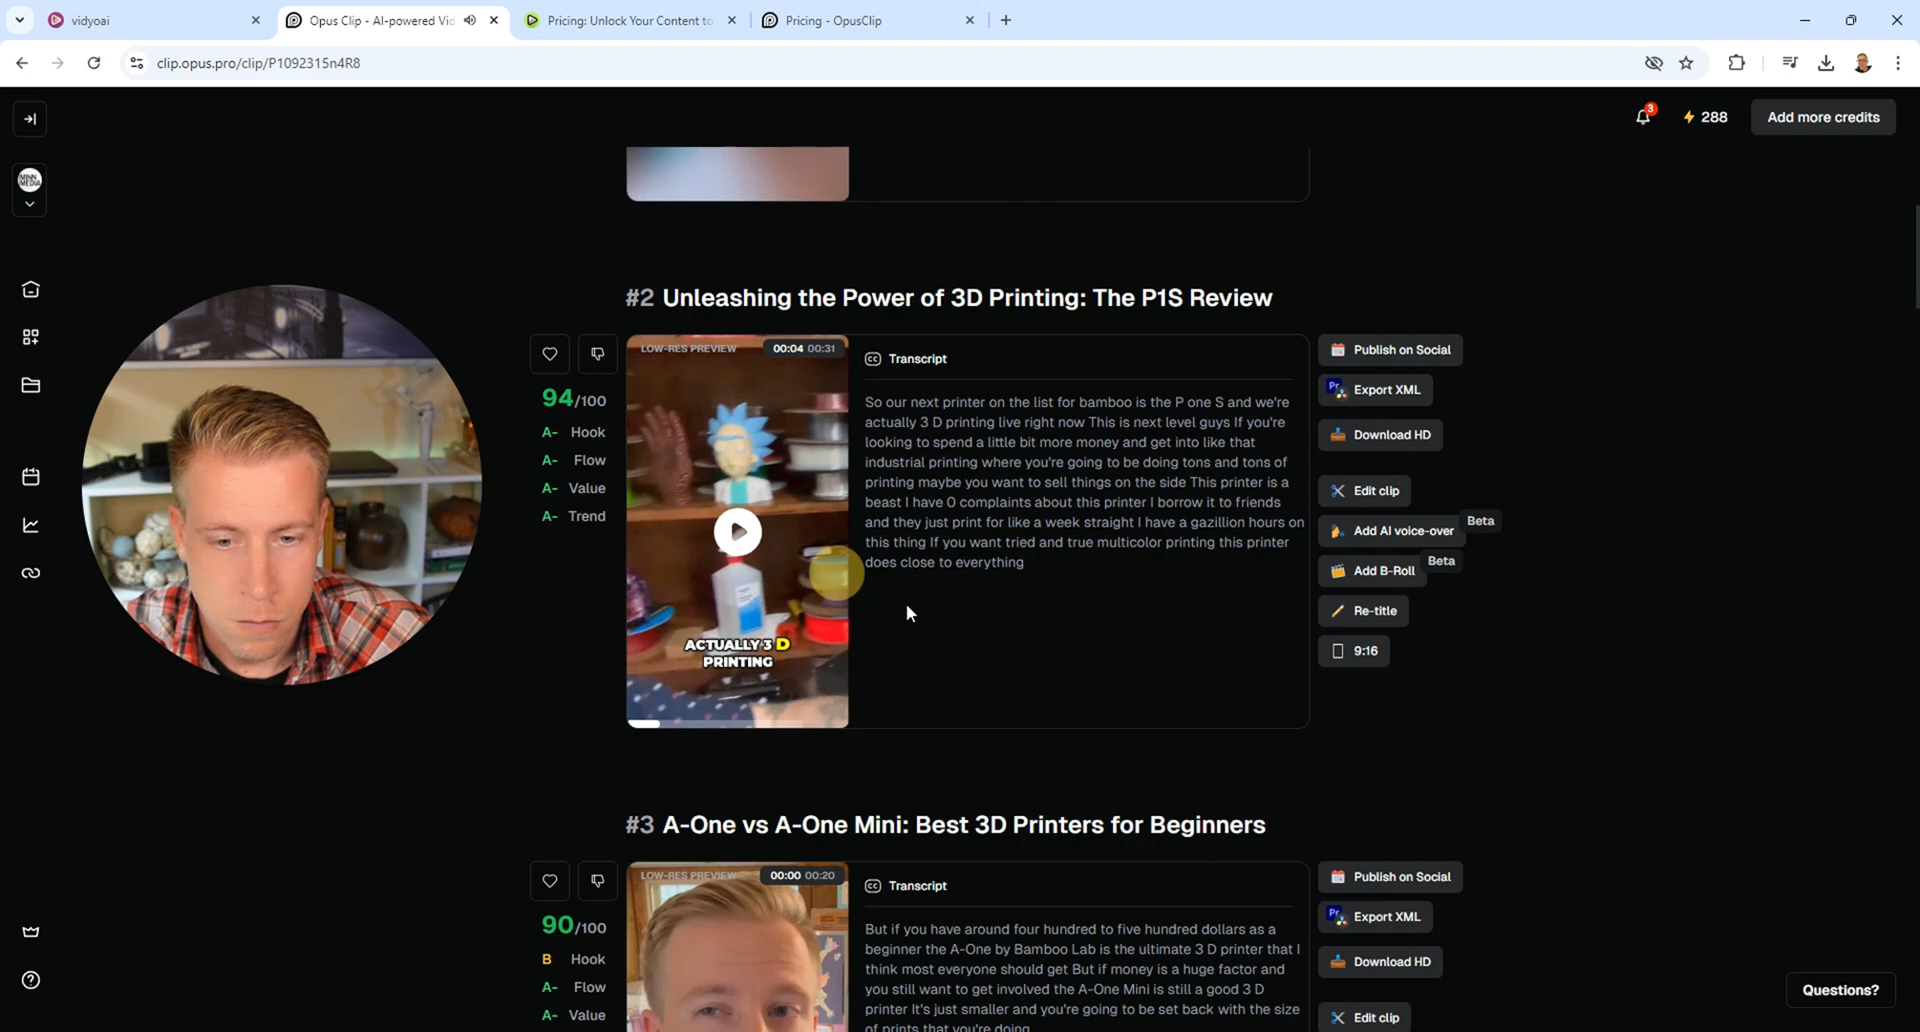 vidyoai
Opus Clip - AI-powered Vid
Pricing: Unlock Your Content to
Pricing - OpusClip
clip.opus.pro/clip/P1092315n4R8
3
288
Add more credits
MINN
MEDIA
#2 Unleashing the Power of 3D Printing: The P1S Review
94/100
A- Hook
A- Flow
A- Value
A- Trend
LOW-RES PREVIEW
00:04 00:31
ACTUALLY 3 D
PRINTING
CC Transcript
So our next printer on the list for bamboo is the P one S and we're
actually 3 D printing live right now This is next level guys If you're
looking to spend a little bit more money and get into like that
industrial printing where you're going to be doing tons and tons of
printing maybe you want to sell things on the side This printer is a
beast I have 0 complaints about this printer I borrow it to friends
and they just print for like a week straight I have a gazillion hours on
this thing If you want tried and true multicolor printing this printer
does close to everything
Publish on Social
Pr
Export XML
Download HD
Edit clip
Add AI voice-over
Beta
Add B-Roll
Beta
Re-title
9:16
#3 A-One vs A-One Mini: Best 3D Printers for Beginners
90/100
B Hook
A- Flow
A- Value
LOW-RES PREVIEW
00:00 00:20
CC Transcript
But if you have around four hundred to five hundred dollars as a
beginner the A-One by Bamboo Lab is the ultimate 3 D printer that I
think most everyone should get But if money is a huge factor and
you still want to get involved the A-One Mini is still a good 3 D
printer It's just smaller and you're going to be set back with the size
of prints that you're doing
Publish on Social
Pr
Export XML
Download HD
Edit clip
Questions?